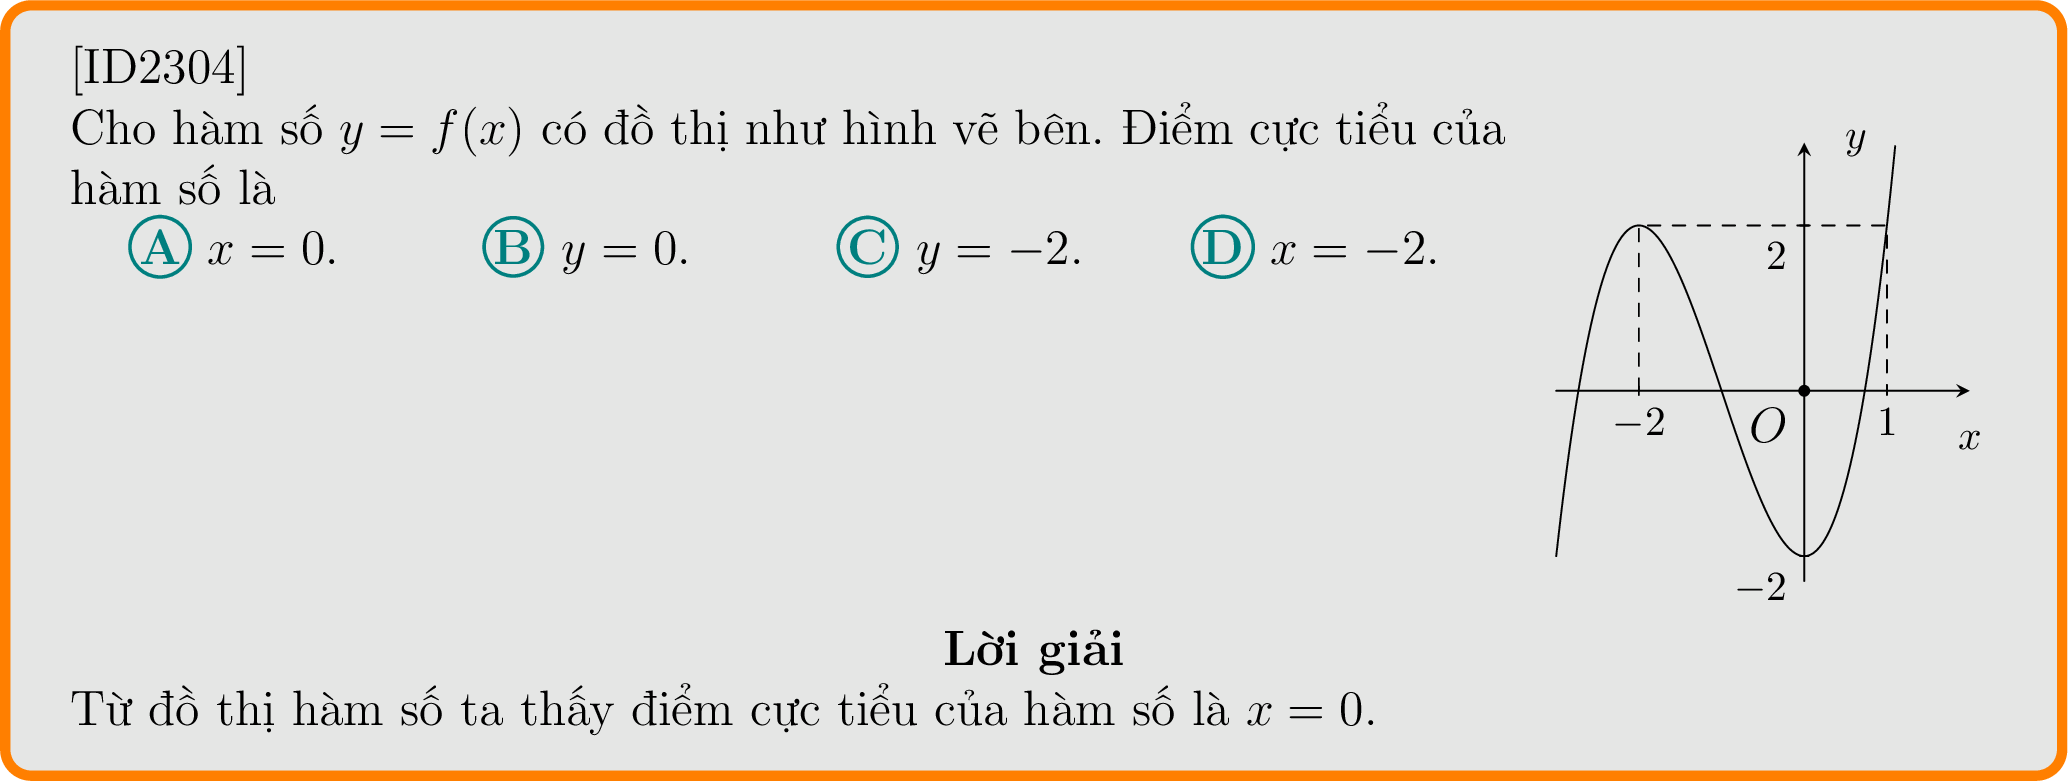 [ID2304]
Cho hàm số y = f(x) có đồ thị như hình vẽ bên. Điểm cực tiểu của
hàm số là
A x = 0. B y = 0. C y = −2. D x = −2.
y
2
−2 O 1
x
−2
Lời giải
Từ đồ thị hàm số ta thấy điểm cực tiểu của hàm số là x = 0.